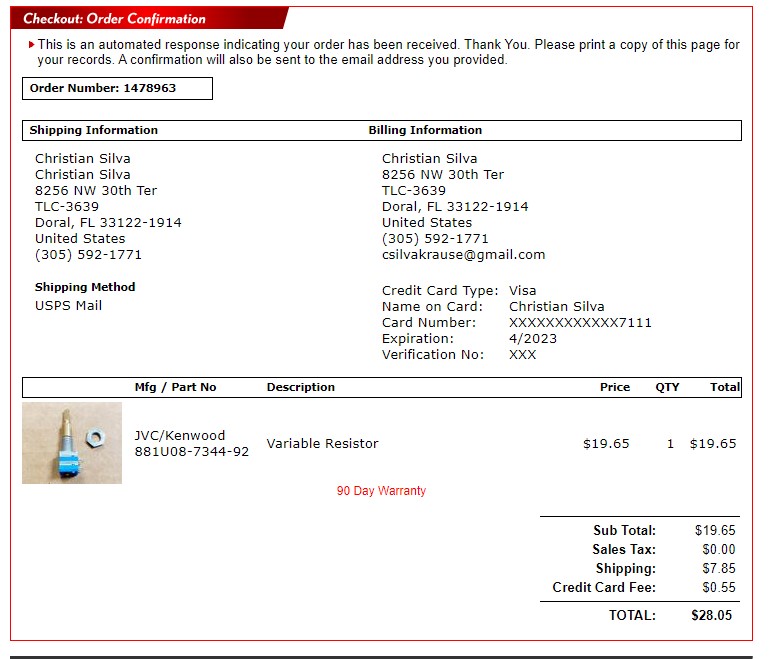 Checkout: Order Confirmation
This is an automated response indicating your order has been received. Thank You. Please print a copy of this page for
your records. A confirmation will also be sent to the email address you provided.
Order Number: 1478963
Shipping Information Billing Information
Christian Silva
Christian Silva
8256 NW 30th Ter
TLC-3639
Doral, FL 33122-1914
United States
(305) 592-1771
Shipping Method
USPS Mail
Christian Silva
8256 NW 30th Ter
TLC-3639
Doral, FL 33122-1914
United States
(305) 592-1771
csilvakrause@gmail.com
Credit Card Type: Visa
Name on Card: Christian Silva
Card Number: XXXXXXXXXXXX7111
Expiration: 4/2023
Verification No: XXX
Mfg / Part No Description Price QTY Total
JVC/Kenwood
881U08-7344-92 Variable Resistor $19.65 1 $19.65
90 Day Warranty
Sub Total: $19.65
Sales Tax: $0.00
Shipping: $7.85
Credit Card Fee: $0.55
TOTAL: $28.05